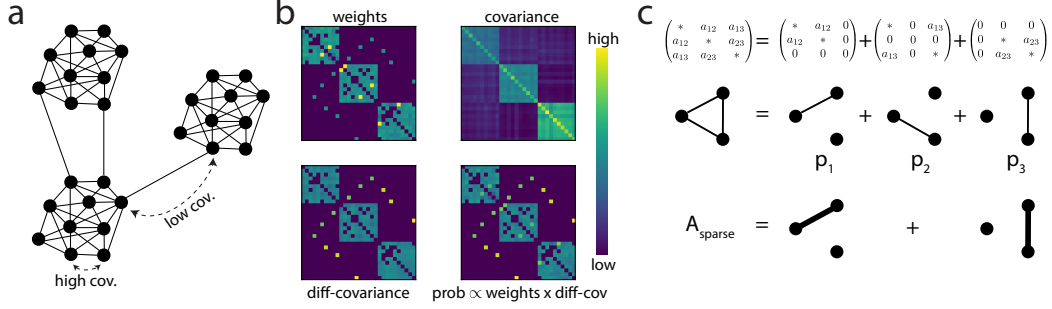 a
low cov.
high cov.
b
weights
covariance
high
low
diff-covariance
prob ∝ weights x diff-cov
c
( * a₁₂ a₁₃ ) = ( * a₁₂ 0 ) + ( * 0 a₁₃ ) + ( 0 0 0 )
( a₁₂ * a₂₃ ) ( a₁₂ * 0 ) ( 0 0 0 ) ( 0 * a₂₃ )
( a₁₃ a₂₃ * ) ( 0 0 0 ) ( a₁₃ 0 * ) ( 0 a₂₃ * )
= + +
p₁ p₂ p₃
A_sparse = +